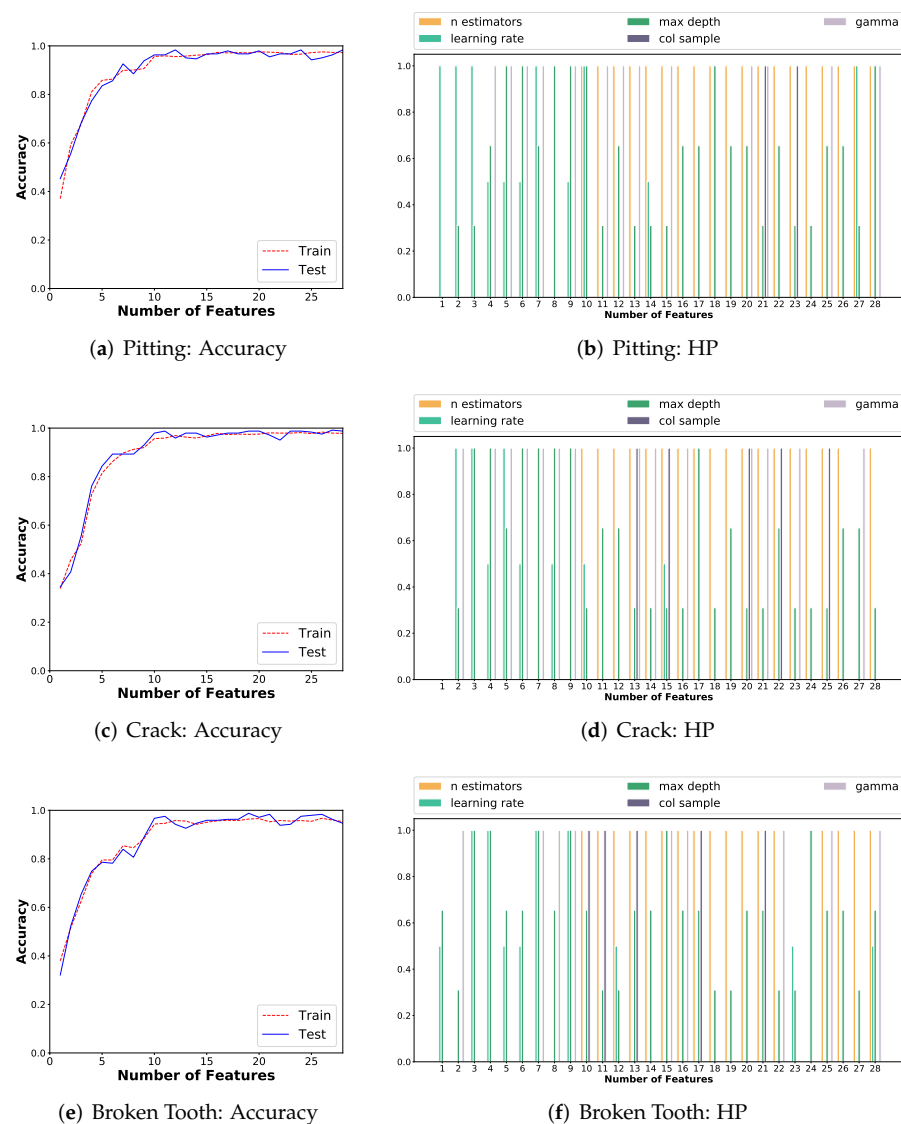 1.0
0.8
0.6
0.4
0.2
0.0
Accuracy
Train
Test
0 5 10 15 20 25
Number of Features
(a) Pitting: Accuracy
n estimators max depth gamma
learning rate col sample
1.0
0.8
0.6
0.4
0.2
0.0
1 2 3 4 5 6 7 8 9 10 11 12 13 14 15 16 17 18 19 20 21 22 23 24 25 26 27 28
Number of Features
(b) Pitting: HP
1.0
0.8
0.6
0.4
0.2
0.0
Accuracy
Train
Test
0 5 10 15 20 25
Number of Features
(c) Crack: Accuracy
n estimators max depth gamma
learning rate col sample
1.0
0.8
0.6
0.4
0.2
0.0
1 2 3 4 5 6 7 8 9 10 11 12 13 14 15 16 17 18 19 20 21 22 23 24 25 26 27 28
Number of Features
(d) Crack: HP
1.0
0.8
0.6
0.4
0.2
0.0
Accuracy
Train
Test
0 5 10 15 20 25
Number of Features
(e) Broken Tooth: Accuracy
n estimators max depth gamma
learning rate col sample
1.0
0.8
0.6
0.4
0.2
0.0
1 2 3 4 5 6 7 8 9 10 11 12 13 14 15 16 17 18 19 20 21 22 23 24 25 26 27 28
Number of Features
(f) Broken Tooth: HP